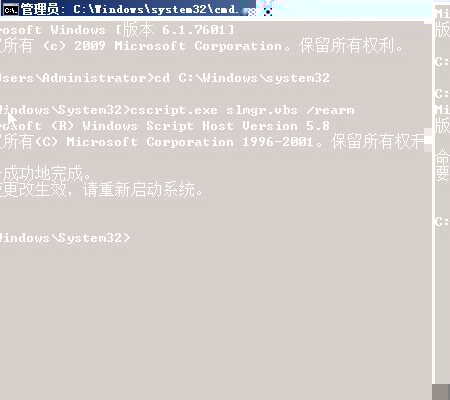 管理员: C:\Windows\system32\cmd.
rosoft Windows [版本 6.1.7601]
所有 (c) 2009 Microsoft Corporation。保留所有权利。
Users\Administrator>cd C:\Windows\system32
Windows\System32>cscript.exe slmgr.vbs /rearm
rosoft (R) Windows Script Host Version 5.8
所有(C) Microsoft Corporation 1996-2001。保留所有权利
成功地完成。
更改生效，请重新启动系统。
Windows\System32>
Mi
版
C:
Mi
版
命
要
C: